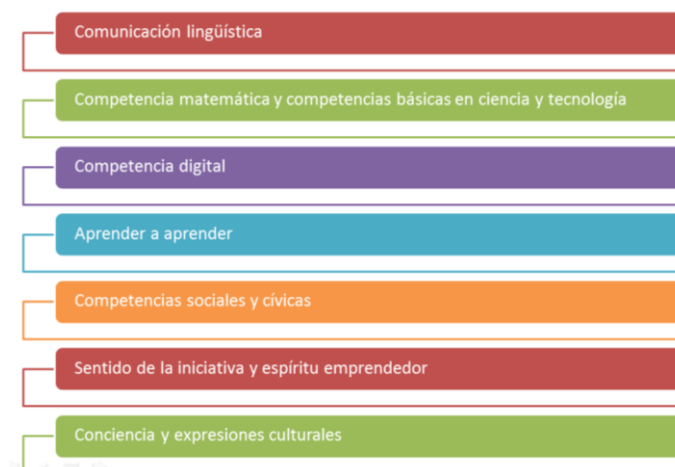 Comunicación lingüística
Competencia matemática y competencias básicas en ciencia y tecnología
Competencia digital
Aprender a aprender
Competencias sociales y cívicas
Sentido de la iniciativa y espíritu emprendedor
Conciencia y expresiones culturales